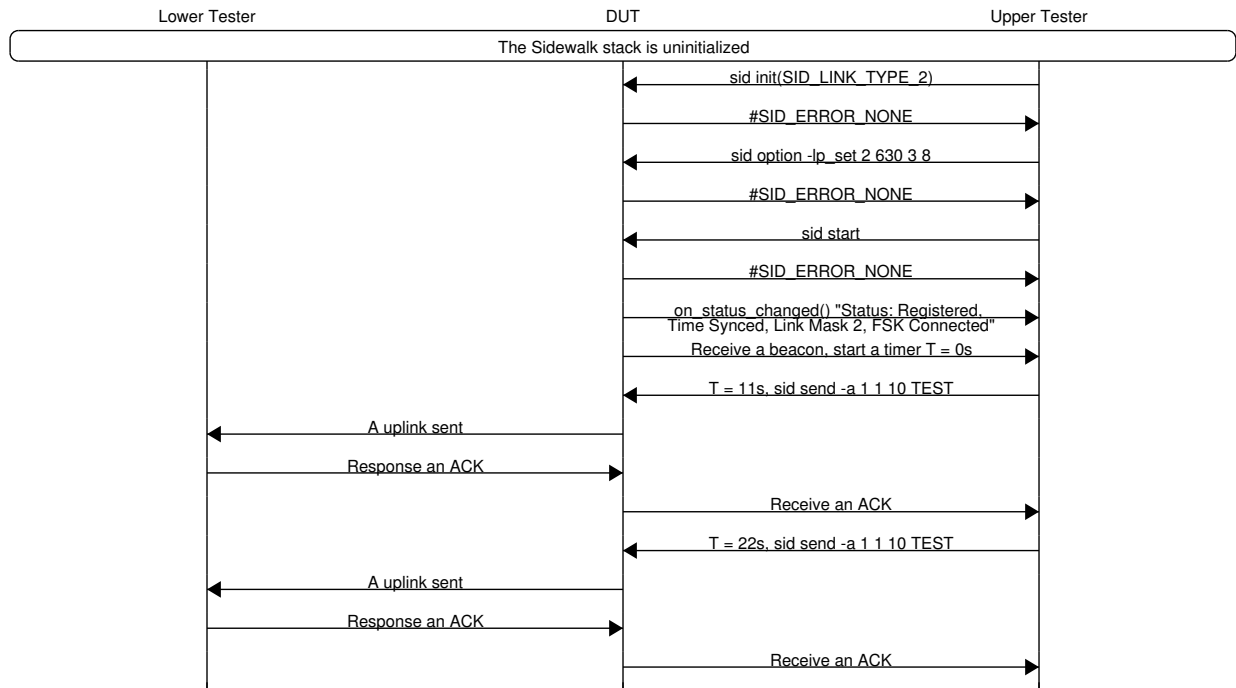 Lower Tester DUT Upper Tester
The Sidewalk stack is uninitialized
sid init(SID_LINK_TYPE_2)
#SID_ERROR_NONE
sid option -lp_set 2 630 3 8
#SID_ERROR_NONE
sid start
#SID_ERROR_NONE
on_status_changed() "Status: Registered,
Time Synced, Link Mask 2, FSK Connected"
Receive a beacon, start a timer T = 0s
T = 11s, sid send -a 1 1 10 TEST
A uplink sent
Response an ACK
Receive an ACK
T = 22s, sid send -a 1 1 10 TEST
A uplink sent
Response an ACK
Receive an ACK